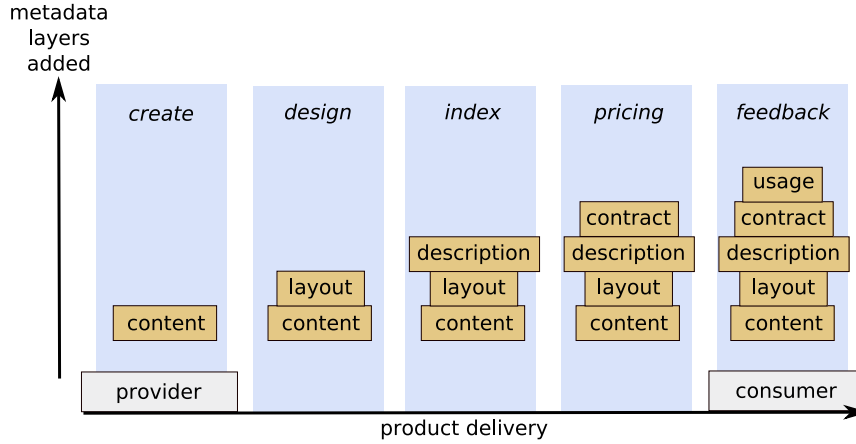 metadata
layers
added
create
design
index
pricing
feedback
usage
contract
contract
description
description
description
layout
layout
layout
layout
content
content
content
content
content
provider
consumer
product delivery